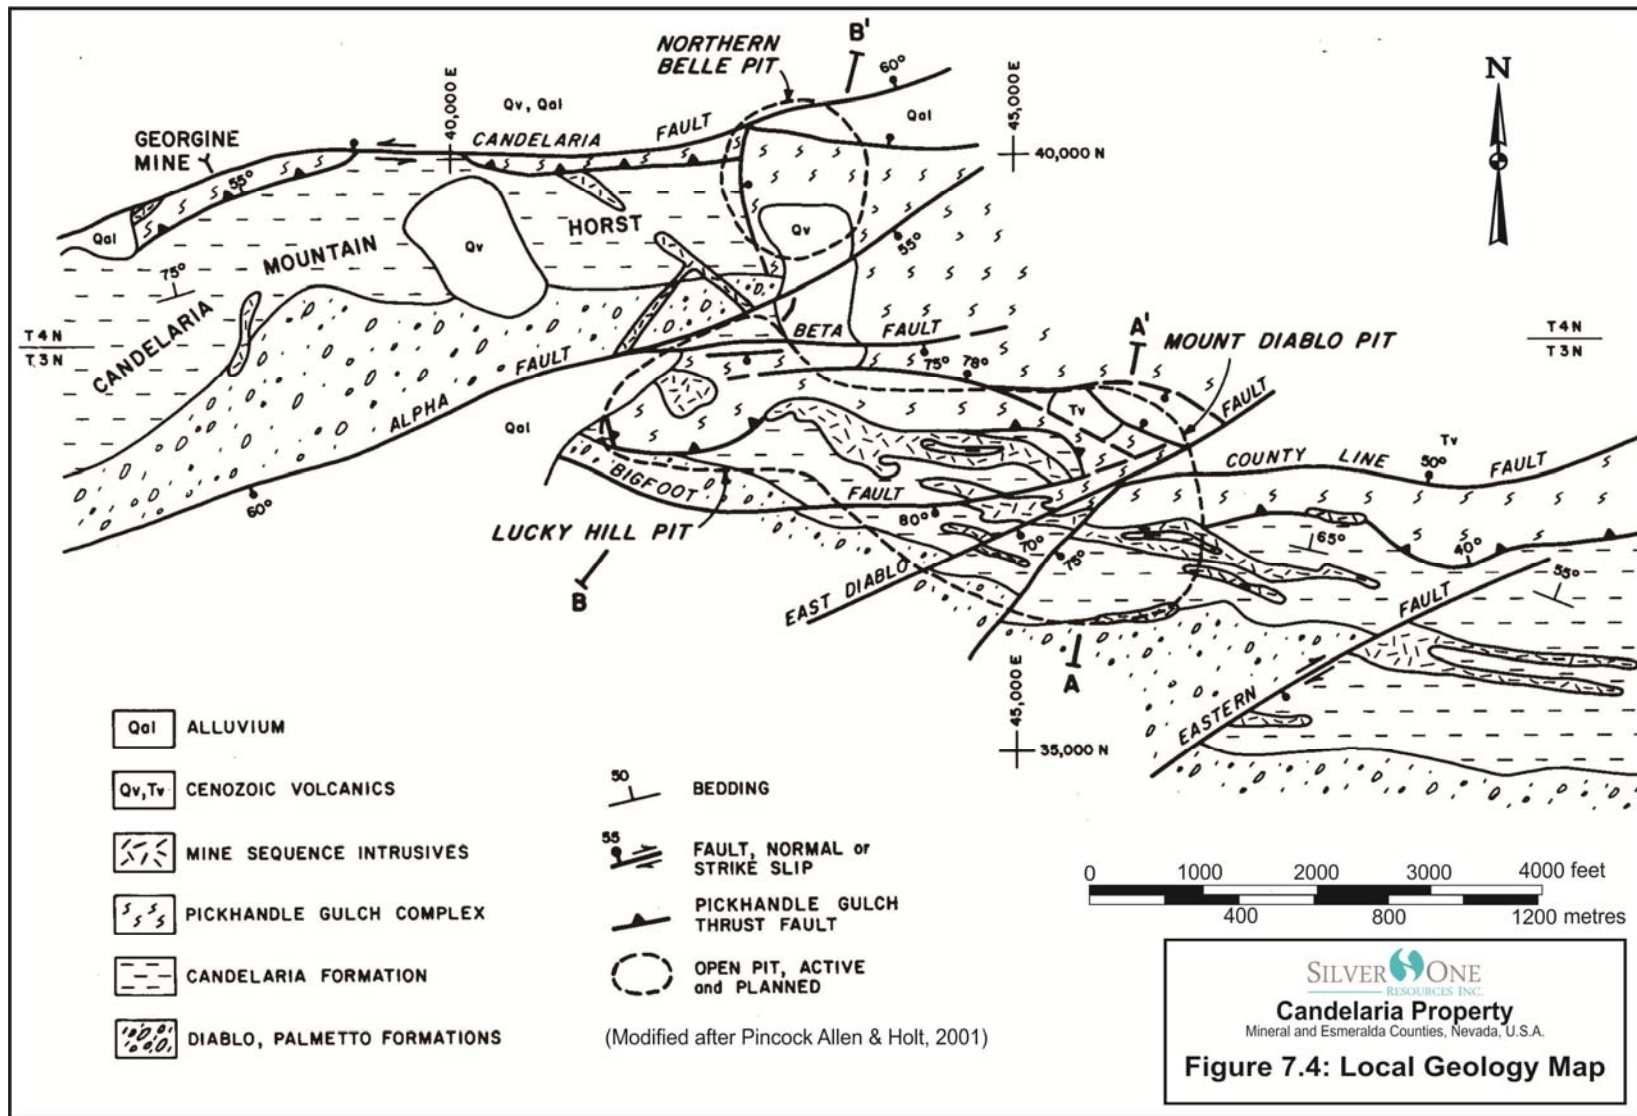 B'
NORTHERN
BELLE PIT
60°
N
40,000 E
45,000 E
Qv, Qal
Qal
GEORGINE
MINE
CANDELARIA FAULT
40,000 N
55°
Qal
Qv
HORST
Qv
55°
MOUNTAIN
75°
CANDELARIA
T4N
T3N
BETA FAULT
A'
MOUNT DIABLO PIT
T4N
T3N
FAULT
75°
78°
ALPHA
FAULT
Tv
Qal
Tv
COUNTY LINE FAULT
50°
BIGFOOT
FAULT
LUCKY HILL PIT
80°
70°
75°
65°
40°
60°
EAST DIABLO
55°
FAULT
B
A
45,000 E
EASTERN
35,000 N
Qal ALLUVIUM
Qv,Tv CENOZOIC VOLCANICS
MINE SEQUENCE INTRUSIVES
PICKHANDLE GULCH COMPLEX
CANDELARIA FORMATION
DIABLO, PALMETTO FORMATIONS
50 BEDDING
55 FAULT, NORMAL or
STRIKE SLIP
PICKHANDLE GULCH
THRUST FAULT
OPEN PIT, ACTIVE
and PLANNED
(Modified after Pincock Allen & Holt, 2001)
0 1000 2000 3000 4000 feet
400 800 1200 metres
SILVER ONE
RESOURCES INC.
Candelaria Property
Mineral and Esmeralda Counties, Nevada, U.S.A.
Figure 7.4: Local Geology Map